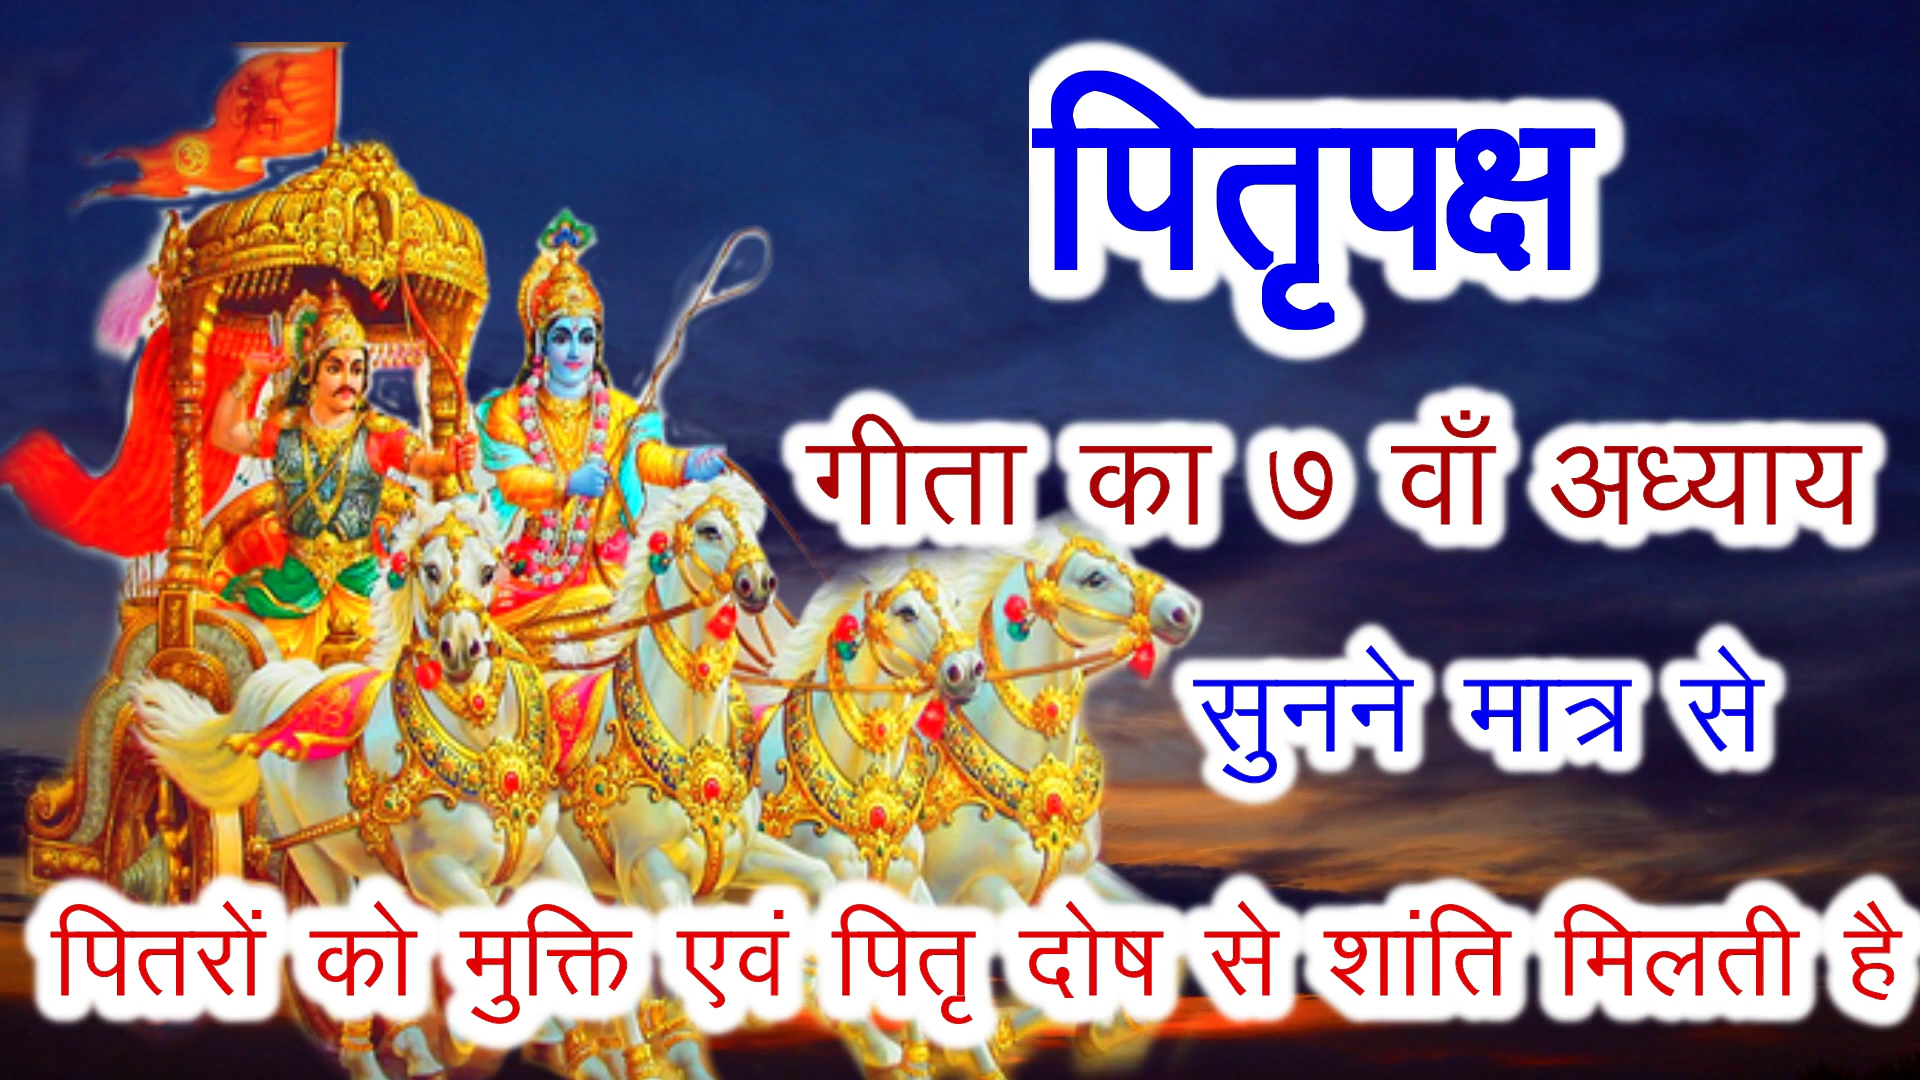 पितृपक्ष
गीता का ७ वाँ अध्याय
सुनने मात्र से
पितरों को मुक्ति एवं पितृ दोष से शांति मिलती है